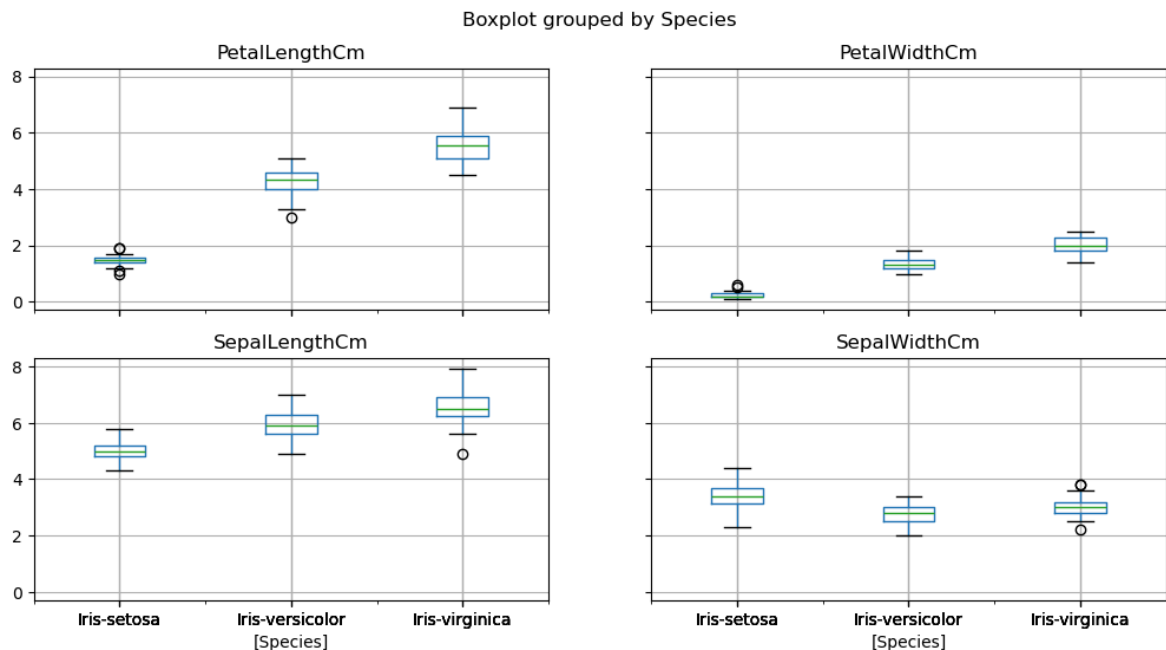 Boxplot grouped by Species
PetalLengthCm
PetalWidthCm
8
6
4
2
0
SepalLengthCm
SepalWidthCm
8
6
4
2
0
Iris-setosa
Iris-versicolor
Iris-virginica
[Species]
Iris-setosa
Iris-versicolor
Iris-virginica
[Species]